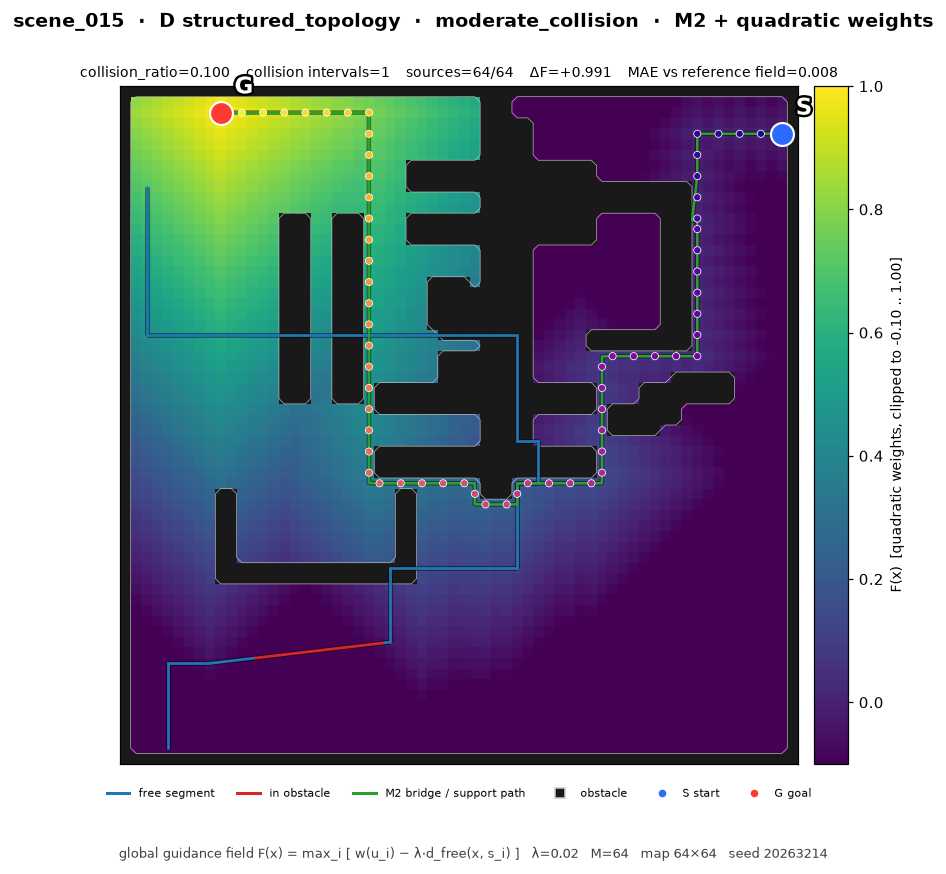 scene_015 · D structured_topology · moderate_collision · M2 + quadratic weights
collision_ratio=0.100 collision intervals=1 sources=64/64 ΔF=+0.991 MAE vs reference field=0.008
G
S
1.0
0.8
0.6
0.4
0.2
0.0
F(x) [quadratic weights, clipped to -0.10 .. 1.00]
free segment
in obstacle
M2 bridge / support path
obstacle
S start
G goal
global guidance field F(x) = max_i [ w(u_i) − λ·d_free(x, s_i) ] λ=0.02 M=64 map 64×64 seed 20263214